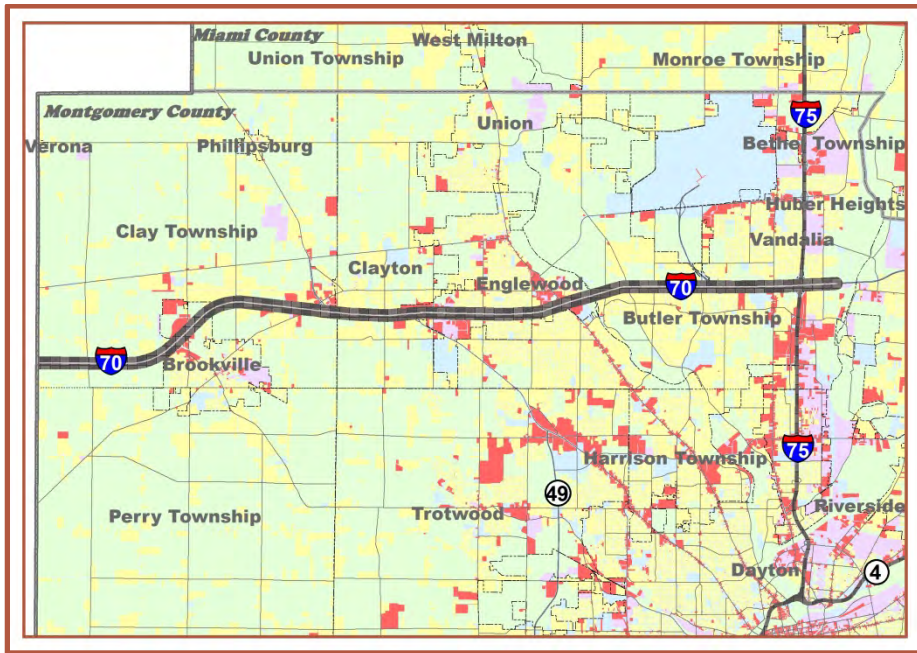 Miami County
West Milton
Union Township
Monroe Township
Montgomery County
75
Union
Verona
Phillipsburg
Bethel Township
Huber Heights
Clay Township
Vandalia
Clayton
Englewood
70
Butler Township
70
Brookville
75
Harrison Township
49
Perry Township
Trotwood
Riverside
Dayton
4